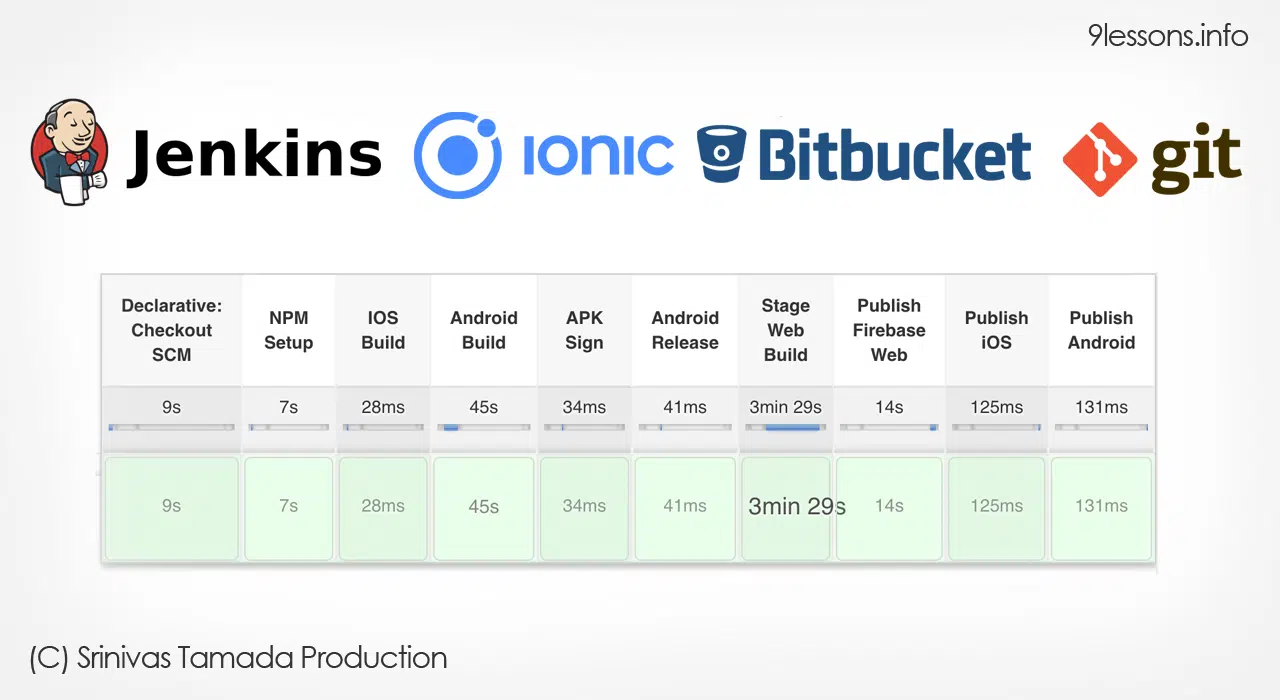 9lessons.info
Jenkins IONIC Bitbucket git
Declarative: Checkout SCM
NPM Setup
IOS Build
Android Build
APK Sign
Android Release
Stage Web Build
Publish Firebase Web
Publish iOS
Publish Android
9s 7s 28ms 45s 34ms 41ms 3min 29s 14s 125ms 131ms
9s 7s 28ms 45s 34ms 41ms 3min 29s 14s 125ms 131ms
(C) Srinivas Tamada Production